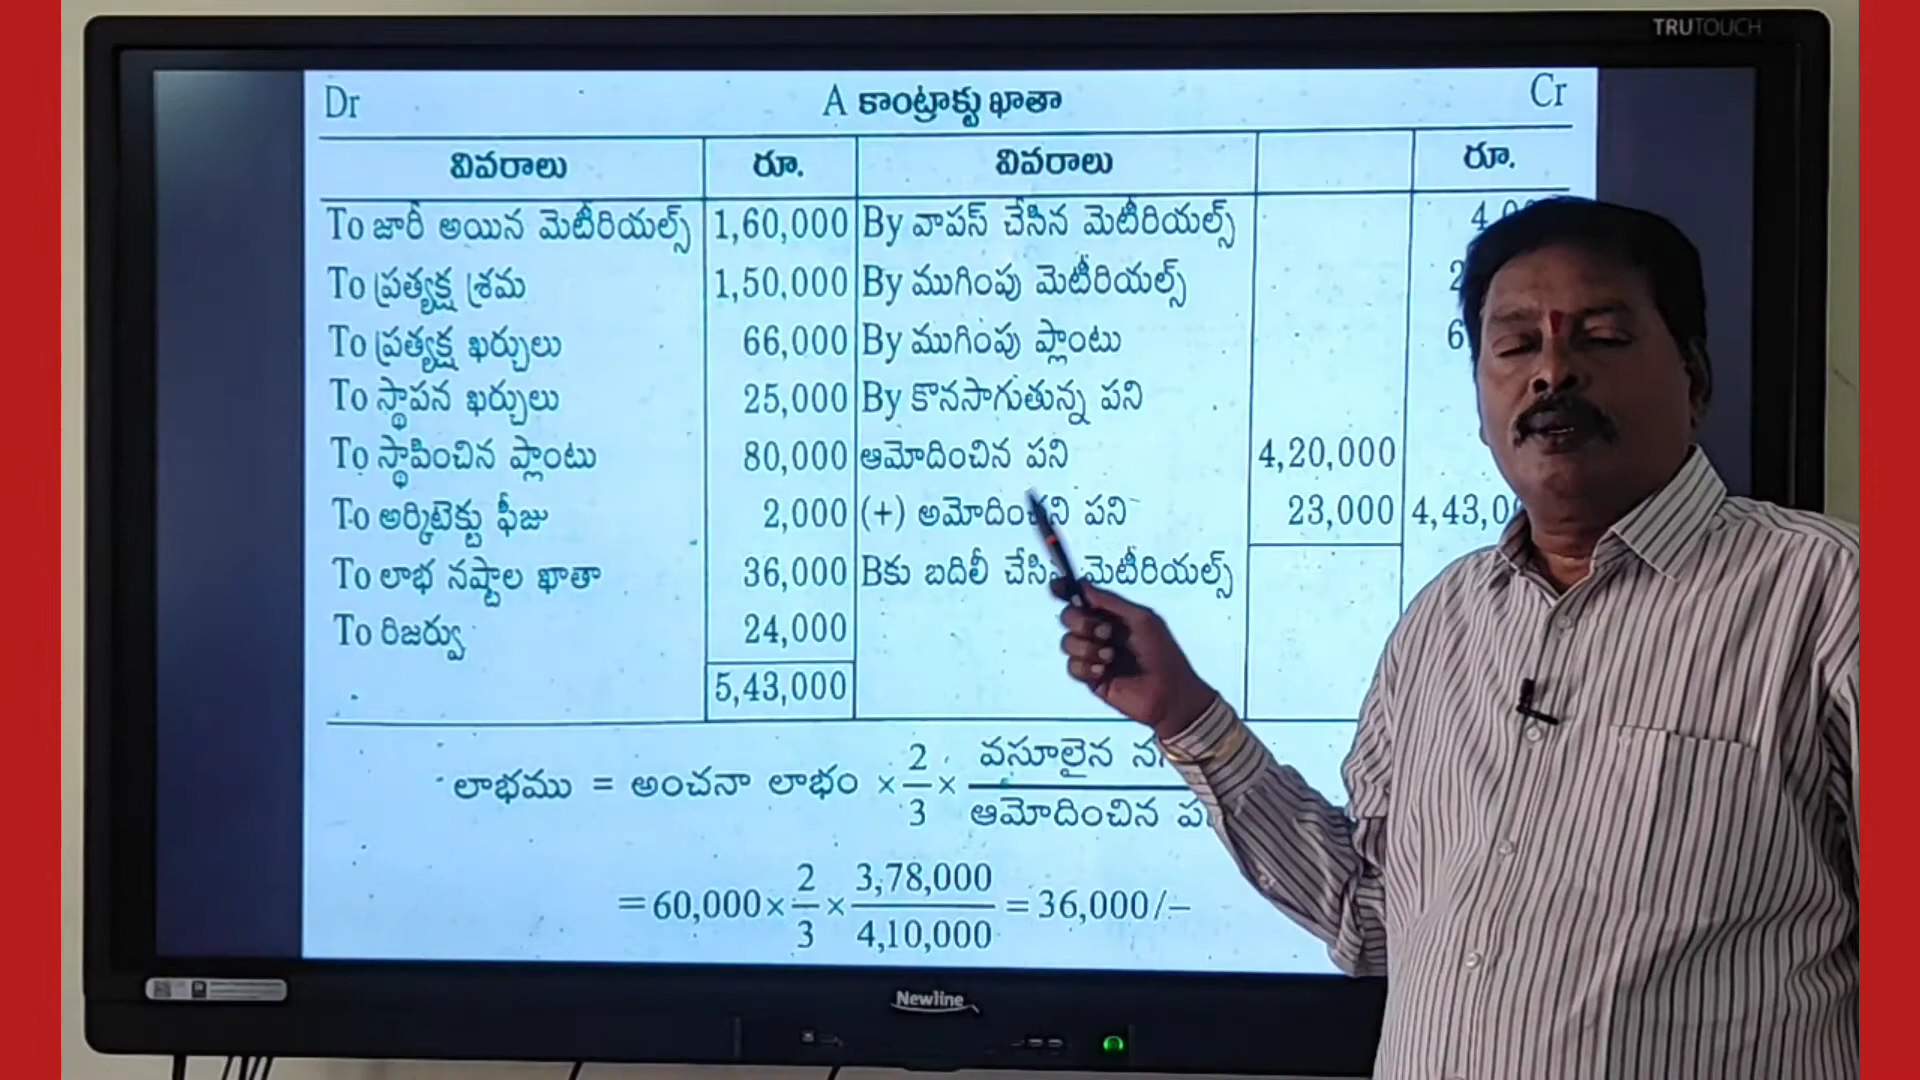 TRUTOUCH
Dr A కాంట్రాక్టు ఖాతా Cr
వివరాలు రూ. వివరాలు రూ.
To జారీ అయిన మెటీరియల్స్ 1,60,000 By వాపస్ చేసిన మెటీరియల్స్
To ప్రత్యక్ష శ్రమ 1,50,000 By ముగింపు మెటీరియల్స్
To ప్రత్యక్ష ఖర్చులు 66,000 By ముగింపు ప్లాంటు
To స్థాపన ఖర్చులు 25,000 By కొనసాగుతున్న పని
To స్థాపించిన ప్లాంటు 80,000 ఆమోదించిన పని 4,20,000
To అర్కిటెక్టు ఫీజు 2,000 (+) అమోదించని పని 23,000
To లాభ నష్టాల ఖాతా 36,000 Bకు బదిలీ చేసిన మెటీరియల్స్
To రిజర్వు 24,000
5,43,000
లాభము = అంచనా లాభం × 2/3 × వసూలైన / ఆమోదించిన
= 60,000 × 2/3 × 3,78,000/4,10,000 = 36,000/–
Newline